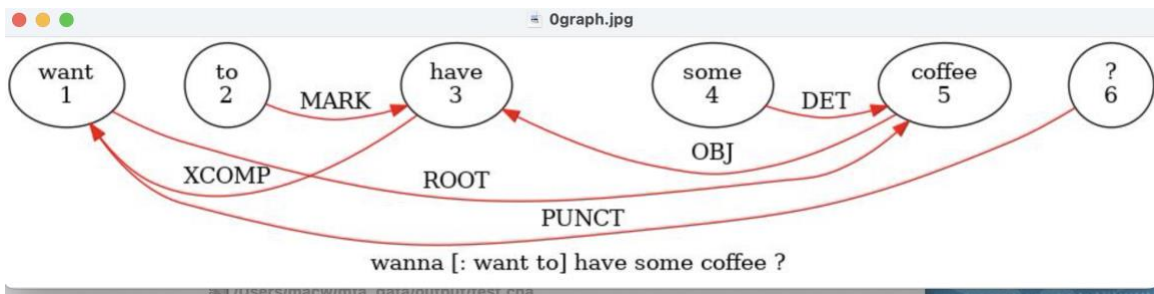 0graph.jpg
want to have some coffee ?
1 2 3 4 5 6
MARK DET
OBJ
XCOMP ROOT
PUNCT
wanna [: want to] have some coffee ?